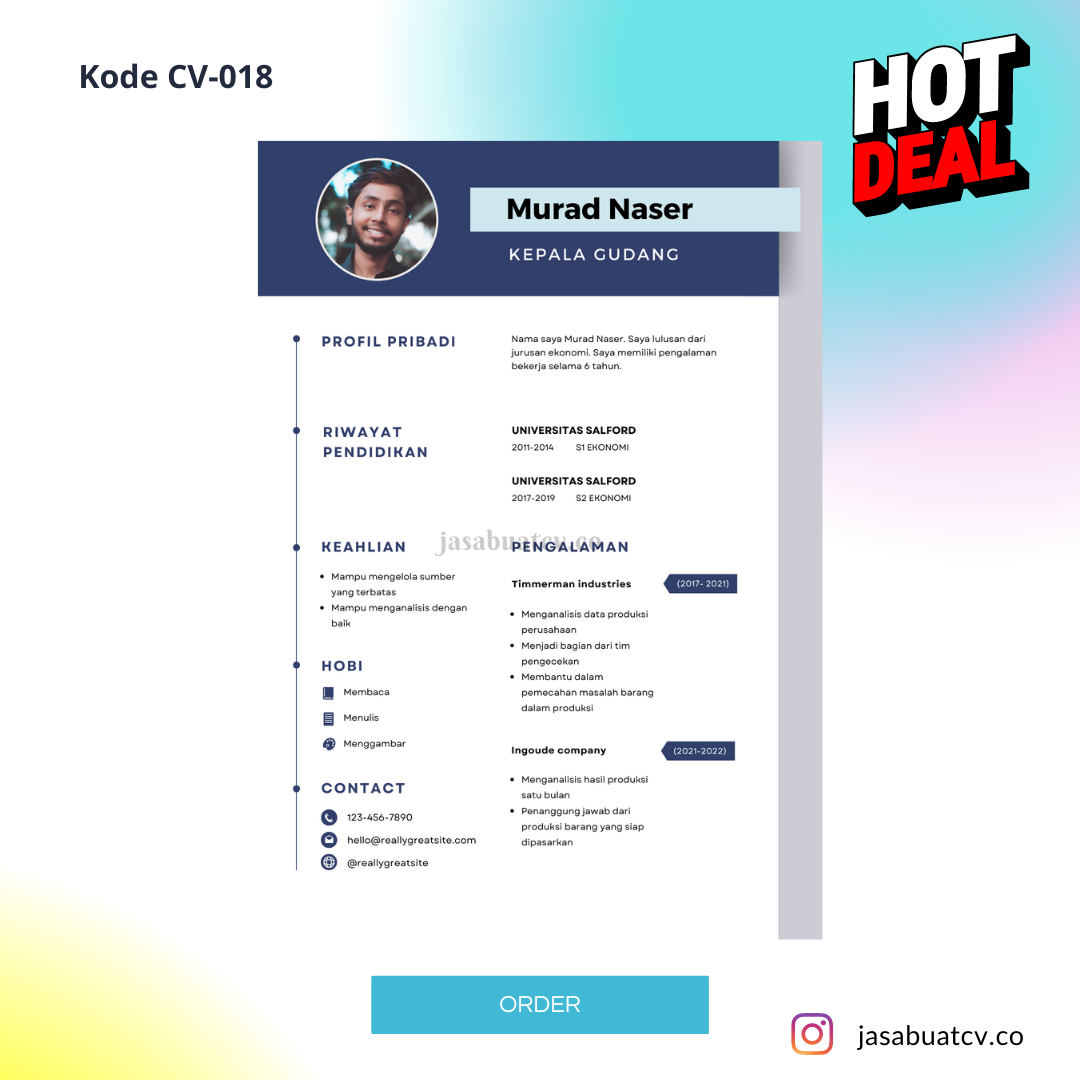 Kode CV-018
HOT
DEAL
Murad Naser
KEPALA GUDANG
PROFIL PRIBADI
Nama saya Murad Naser. Saya lulusan dari
jurusan ekonomi. Saya memiliki pengalaman
bekerja selama 6 tahun.
RIWAYAT
PENDIDIKAN
UNIVERSITAS SALFORD
2011-2014 S1 EKONOMI
UNIVERSITAS SALFORD
2017-2019 S2 EKONOMI
jasabuatcv.co
KEAHLIAN
Mampu mengelola sumber
yang terbatas
Mampu menganalisis dengan
baik
HOBI
Membaca
Menulis
Menggambar
CONTACT
123-456-7890
hello@reallygreatsite.com
@reallygreatsite
PENGALAMAN
Timmerman industries (2017- 2021)
Menganalisis data produksi
perusahaan
Menjadi bagian dari tim
pengecekan
Membantu dalam
pemecahan masalah barang
dalam produksi
Ingoude company (2021-2022)
Menganalisis hasil produksi
satu bulan
Penanggung jawab dari
produksi barang yang siap
dipasarkan
ORDER
jasabuatcv.co